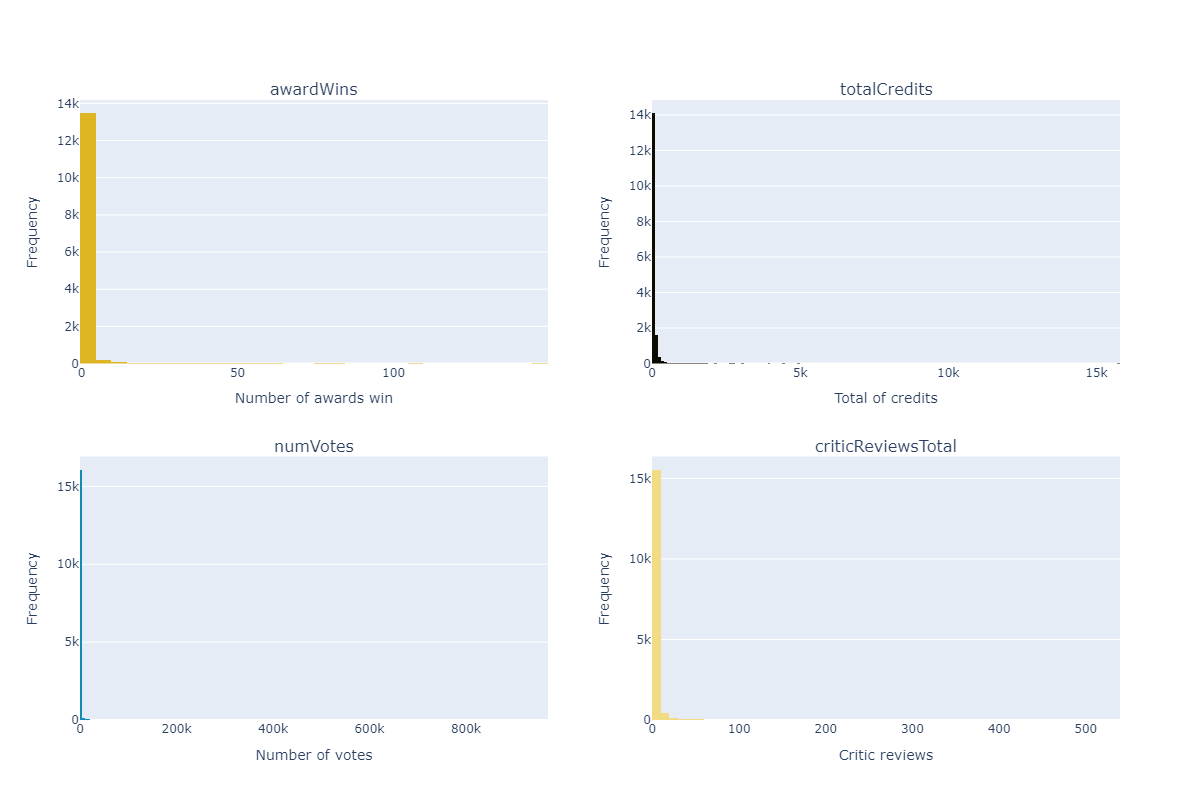 awardWins
14k
12k
10k
8k
6k
4k
2k
0
Frequency
0 50 100
Number of awards win
totalCredits
14k
12k
10k
8k
6k
4k
2k
0
Frequency
0 5k 10k 15k
Total of credits
numVotes
15k
10k
5k
0
Frequency
0 200k 400k 600k 800k
Number of votes
criticReviewsTotal
15k
10k
5k
0
Frequency
0 100 200 300 400 500
Critic reviews